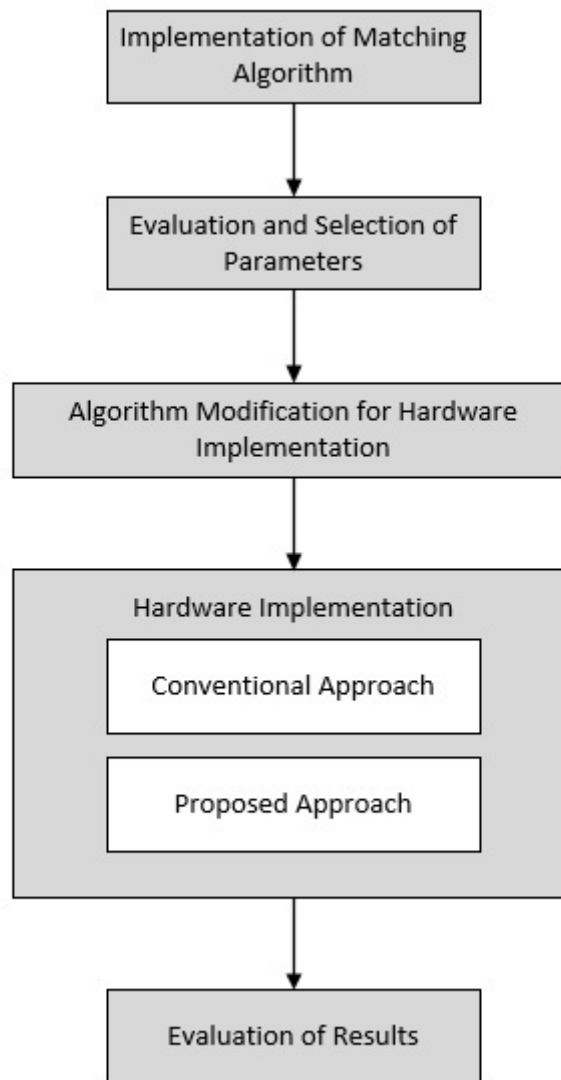 Implementation of Matching
Algorithm
Evaluation and Selection of
Parameters
Algorithm Modification for Hardware
Implementation
Hardware Implementation
Conventional Approach
Proposed Approach
Evaluation of Results